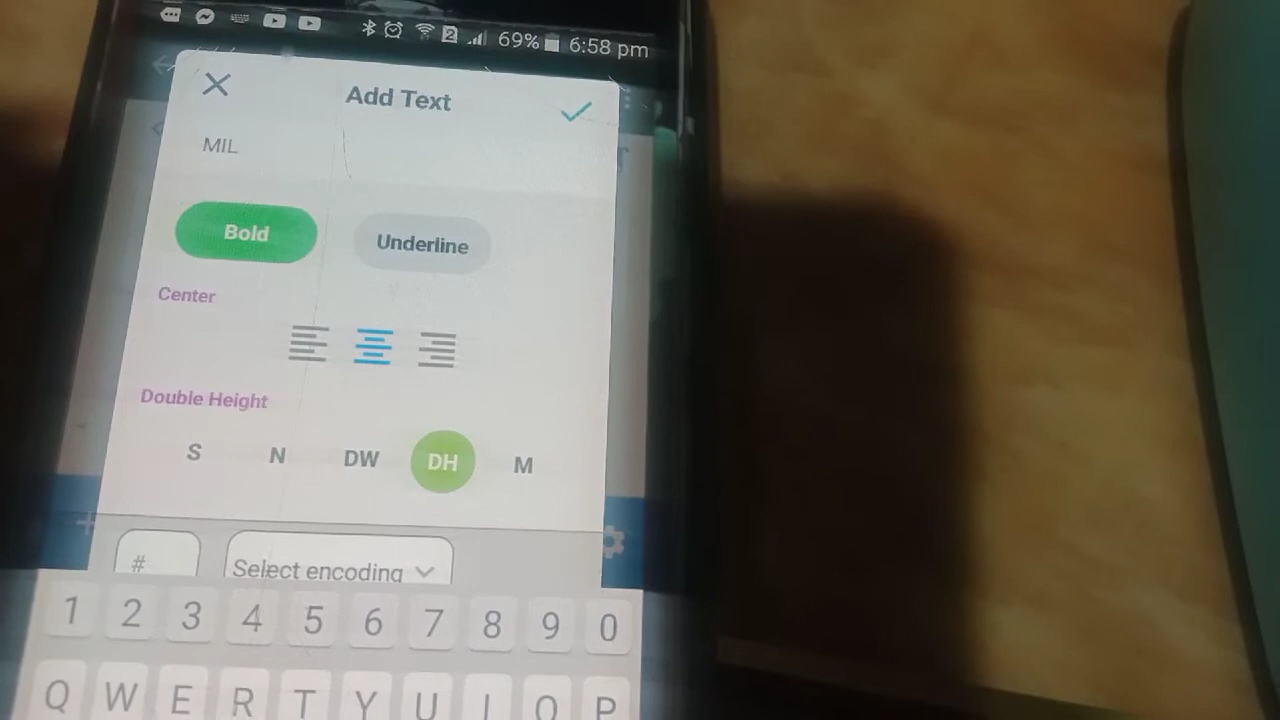 2 69% 6:58 pm
Add Text
MIL
Bold Underline
Center
Double Height
S N DW DH M
# Select encoding
1 2 3 4 5 6 7 8 9 0
Q W E R T Y U I O P